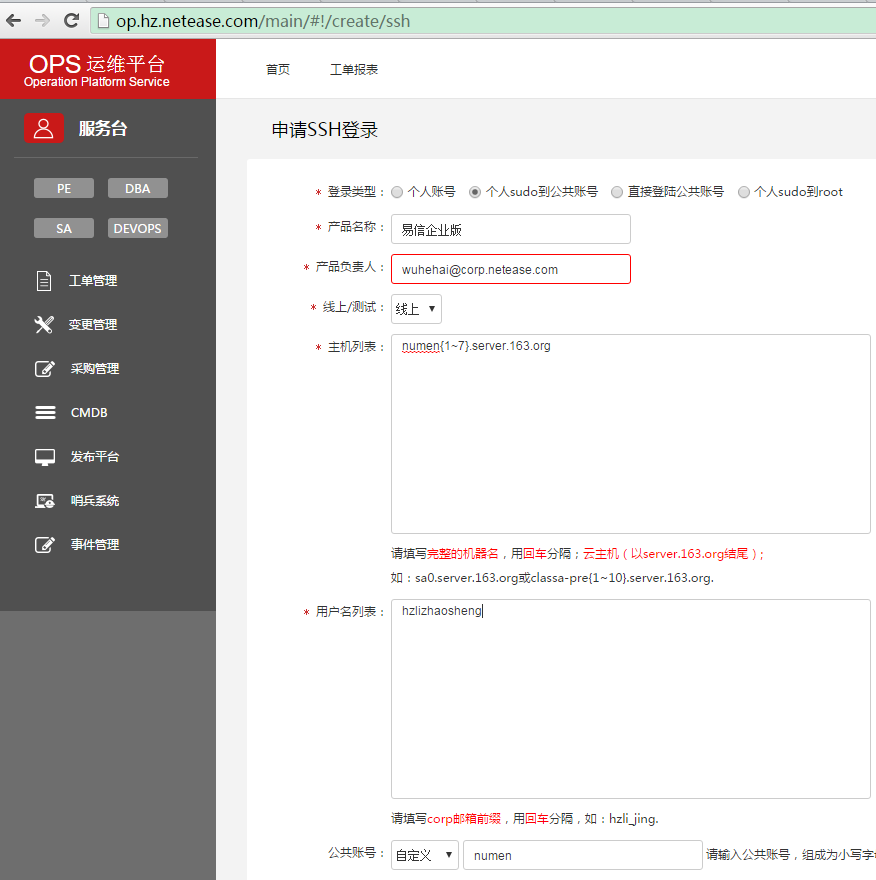 op.hz.netease.com/main/#!/create/ssh
OPS 运维平台
Operation Platform Service
首页 工单报表
服务台
PE DBA
SA DEVOPS
工单管理
变更管理
采购管理
CMDB
发布平台
哨兵系统
事件管理
申请SSH登录
* 登录类型： 个人账号 个人sudo到公共账号 直接登陆公共账号 个人sudo到root
* 产品名称： 易信企业版
* 产品负责人： wuhehai@corp.netease.com
* 线上/测试： 线上 ▼
* 主机列表： numen{1~7}.server.163.org
请填写完整的机器名，用回车分隔；云主机（以server.163.org结尾）;
如：sa0.server.163.org或classa-pre{1~10}.server.163.org.
* 用户名列表： hzlizhaosheng
请填写corp邮箱前缀，用回车分隔，如：hzli_jing.
公共账号： 自定义 ▼ numen 请输入公共账号，组成为小写字